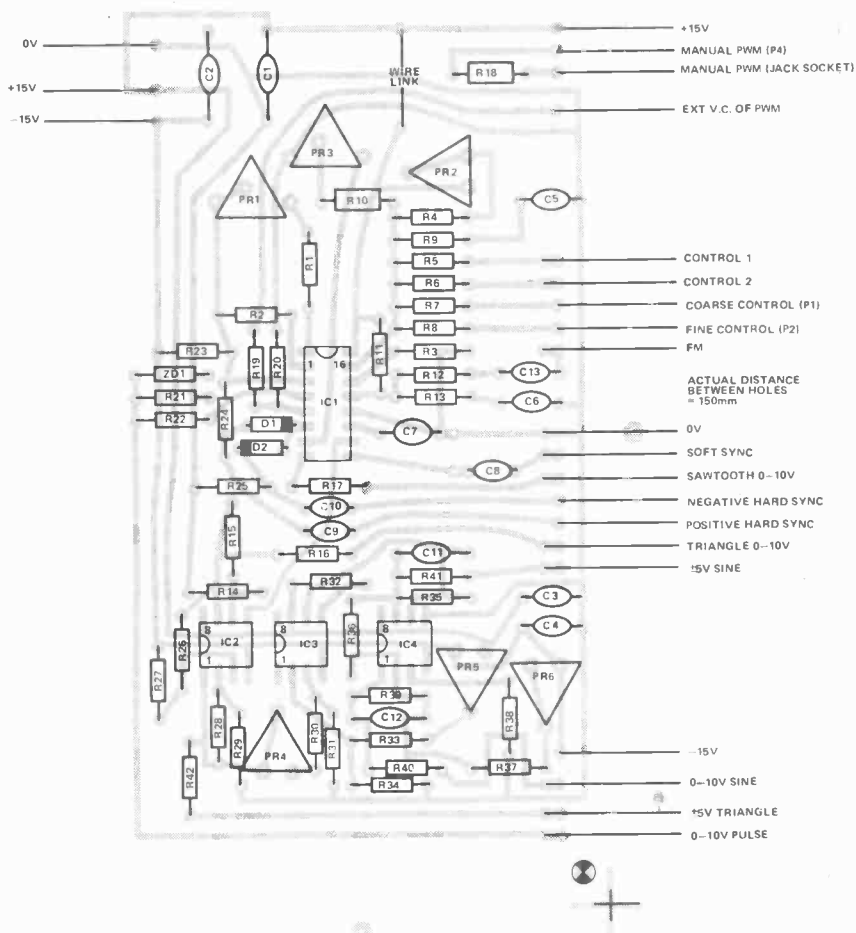 +15V
0V
MANUAL PWM (P4)
MANUAL PWM (JACK SOCKET)
C2
C1
WIRE
LINK
R18
+15V
EXT V.C. OF PWM
-15V
PR3
PR2
PR1
R10
C5
R4
R9
R1
R5
CONTROL 1
R6
CONTROL 2
R7
COARSE CONTROL (P1)
R2
R8
FINE CONTROL (P2)
R23
R19
R20
R11
R3
FM
ZD1
1
16
R12
C13
ACTUAL DISTANCE
BETWEEN HOLES
= 150mm
R21
R24
IC1
R13
C6
R22
D1
C7
0V
D2
SOFT SYNC
C8
SAWTOOTH 0–10V
R25
R17
NEGATIVE HARD SYNC
C10
POSITIVE HARD SYNC
R15
C9
TRIANGLE 0–10V
R16
C11
±5V SINE
R32
R41
R14
R35
C3
R26
8
IC2
1
8
IC3
1
R36
8
IC4
1
C4
R27
PR5
PR6
R39
R28
R29
PR4
R30
R31
C12
R38
R33
-15V
R42
R40
R37
R34
0–10V SINE
±5V TRIANGLE
0–10V PULSE